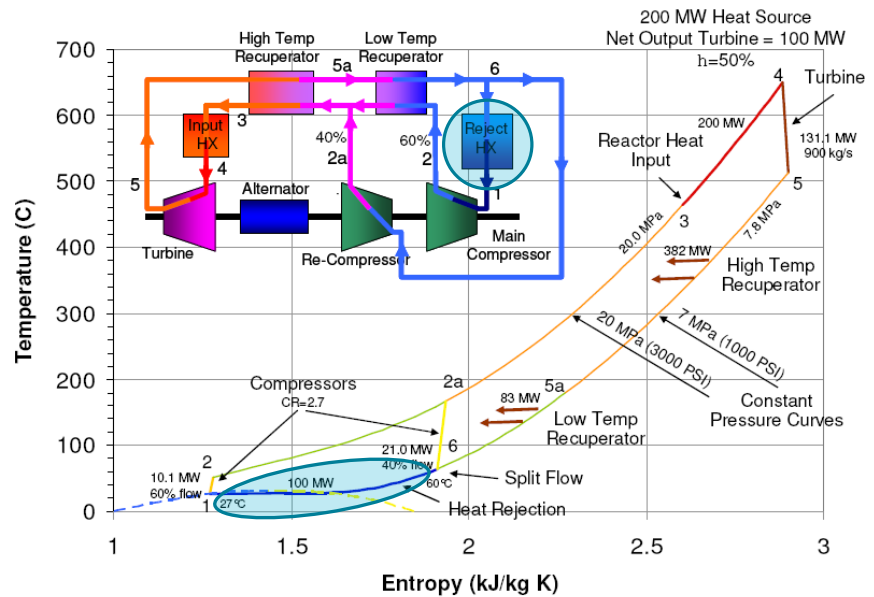 200 MW Heat Source
Net Output Turbine = 100 MW
h=50%
700
600
500
400
300
200
100
0
Temperature (C)
1
1.5
2
2.5
3
Entropy (kJ/kg K)
High Temp
Recuperator
5a
Low Temp
Recuperator
6
3
Input
HX
4
5
40%
2a
60%
2
Reject
HX
1
Alternator
Turbine
Re-Compressor
Main
Compressor
4
Turbine
200 MW
131.1 MW
900 kg/s
Reactor Heat
Input
5
3
20.0 MPa
7.8 MPa
382 MW
High Temp
Recuperator
20 MPa (3000 PSI)
7 MPa (1000 PSI)
Constant
Pressure Curves
Compressors
CR=2.7
2a
5a
83 MW
Low Temp
Recuperator
2
10.1 MW
60% flow
1
27°C
100 MW
21.0 MW
40% flow
6
60°C
Split Flow
Heat Rejection